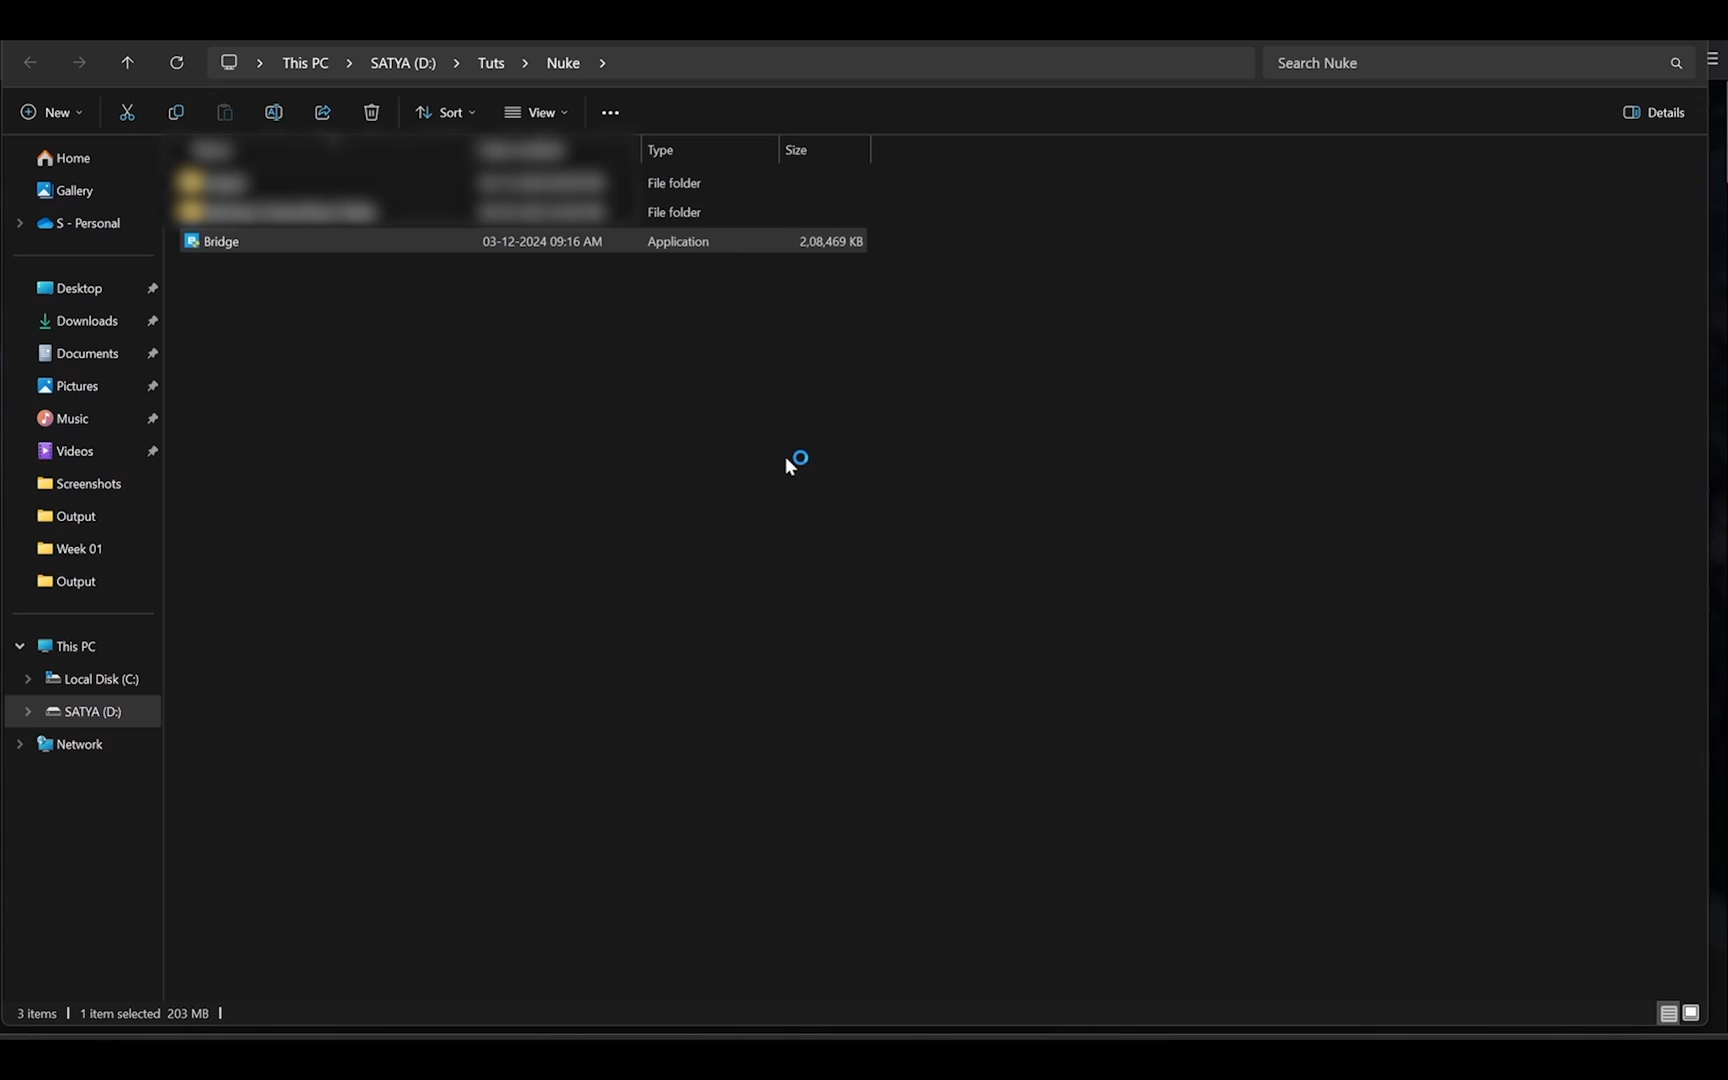 This PC > SATYA (D:) > Tuts > Nuke >
Search Nuke
New
Sort
View
Details
Type
Size
File folder
File folder
Bridge 03-12-2024 09:16 AM Application 2,08,469 KB
Home
Gallery
S - Personal
Desktop
Downloads
Documents
Pictures
Music
Videos
Screenshots
Output
Week 01
Output
This PC
Local Disk (C:)
SATYA (D:)
Network
3 items | 1 item selected 203 MB |